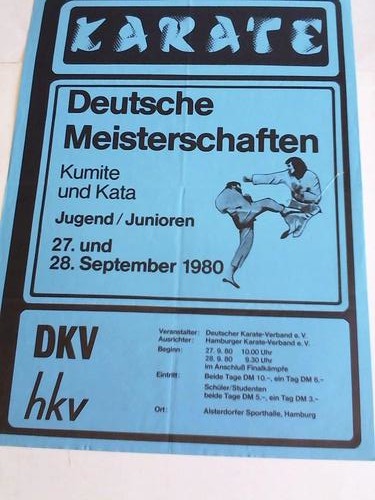 KARATE
Deutsche
Meisterschaften
Kumite
und Kata
Jugend/Junioren
27. und
28. September 1980
DKV
hkv
Veranstalter: Deutscher Karate-Verband e. V.
Ausrichter: Hamburger Karate-Verband e. V.
Beginn: 27. 9. 80 10.00 Uhr
28. 9. 80 9.30 Uhr
im Anschluß Finalkämpfe
Eintritt: Beide Tage DM 10.-, ein Tag DM 6.-
Schüler/Studenten
beide Tage DM 5.-, ein Tag DM 3.-
Ort: Alsterdorfer Sporthalle, Hamburg